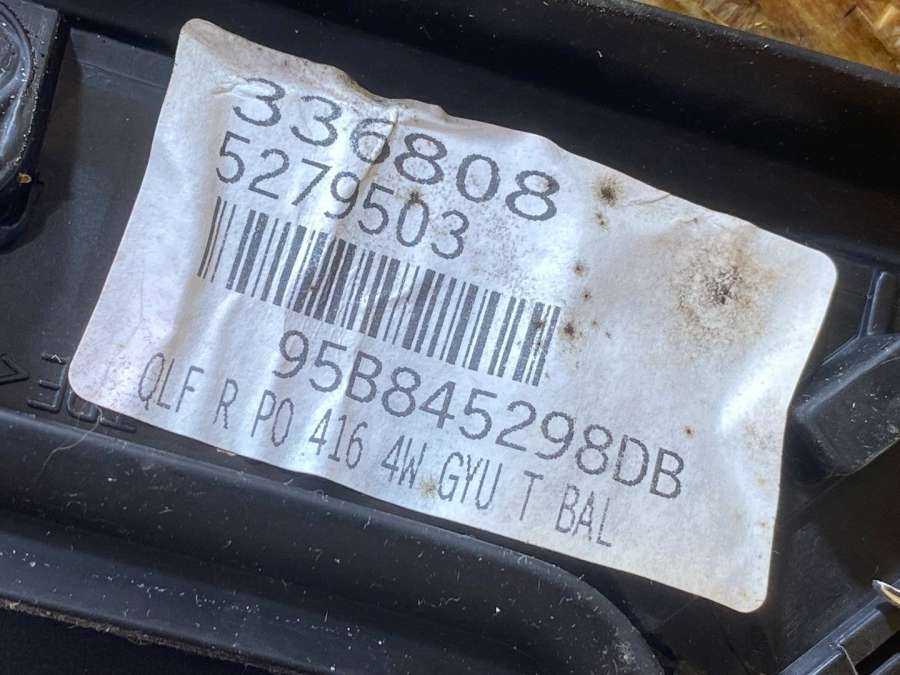 336808
5279503
95B845298DB
QLF R PO 416 4W GYU T BAL